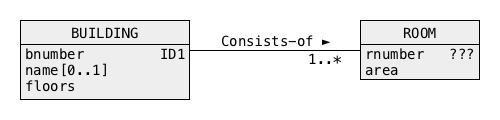 BUILDING
bnumber ID1
name[0..1]
floors
Consists-of ►
1..*
ROOM
rnumber ???
area